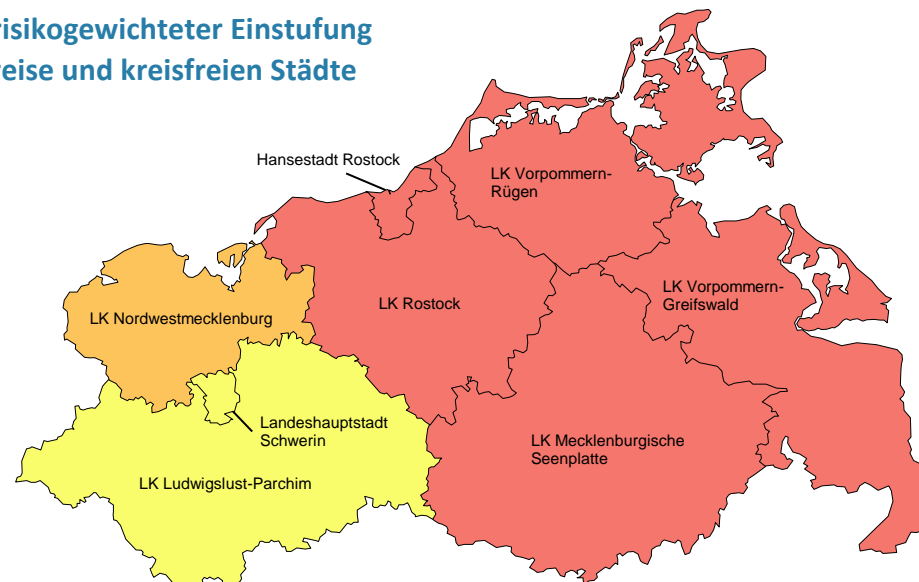 risikogewichteter Einstufung
reise und kreisfreien Städte
Hansestadt Rostock
LK Vorpommern-
Rügen
LK Vorpommern-
Greifswald
LK Rostock
LK Nordwestmecklenburg
Landeshauptstadt
Schwerin
LK Mecklenburgische
Seenplatte
LK Ludwigslust-Parchim